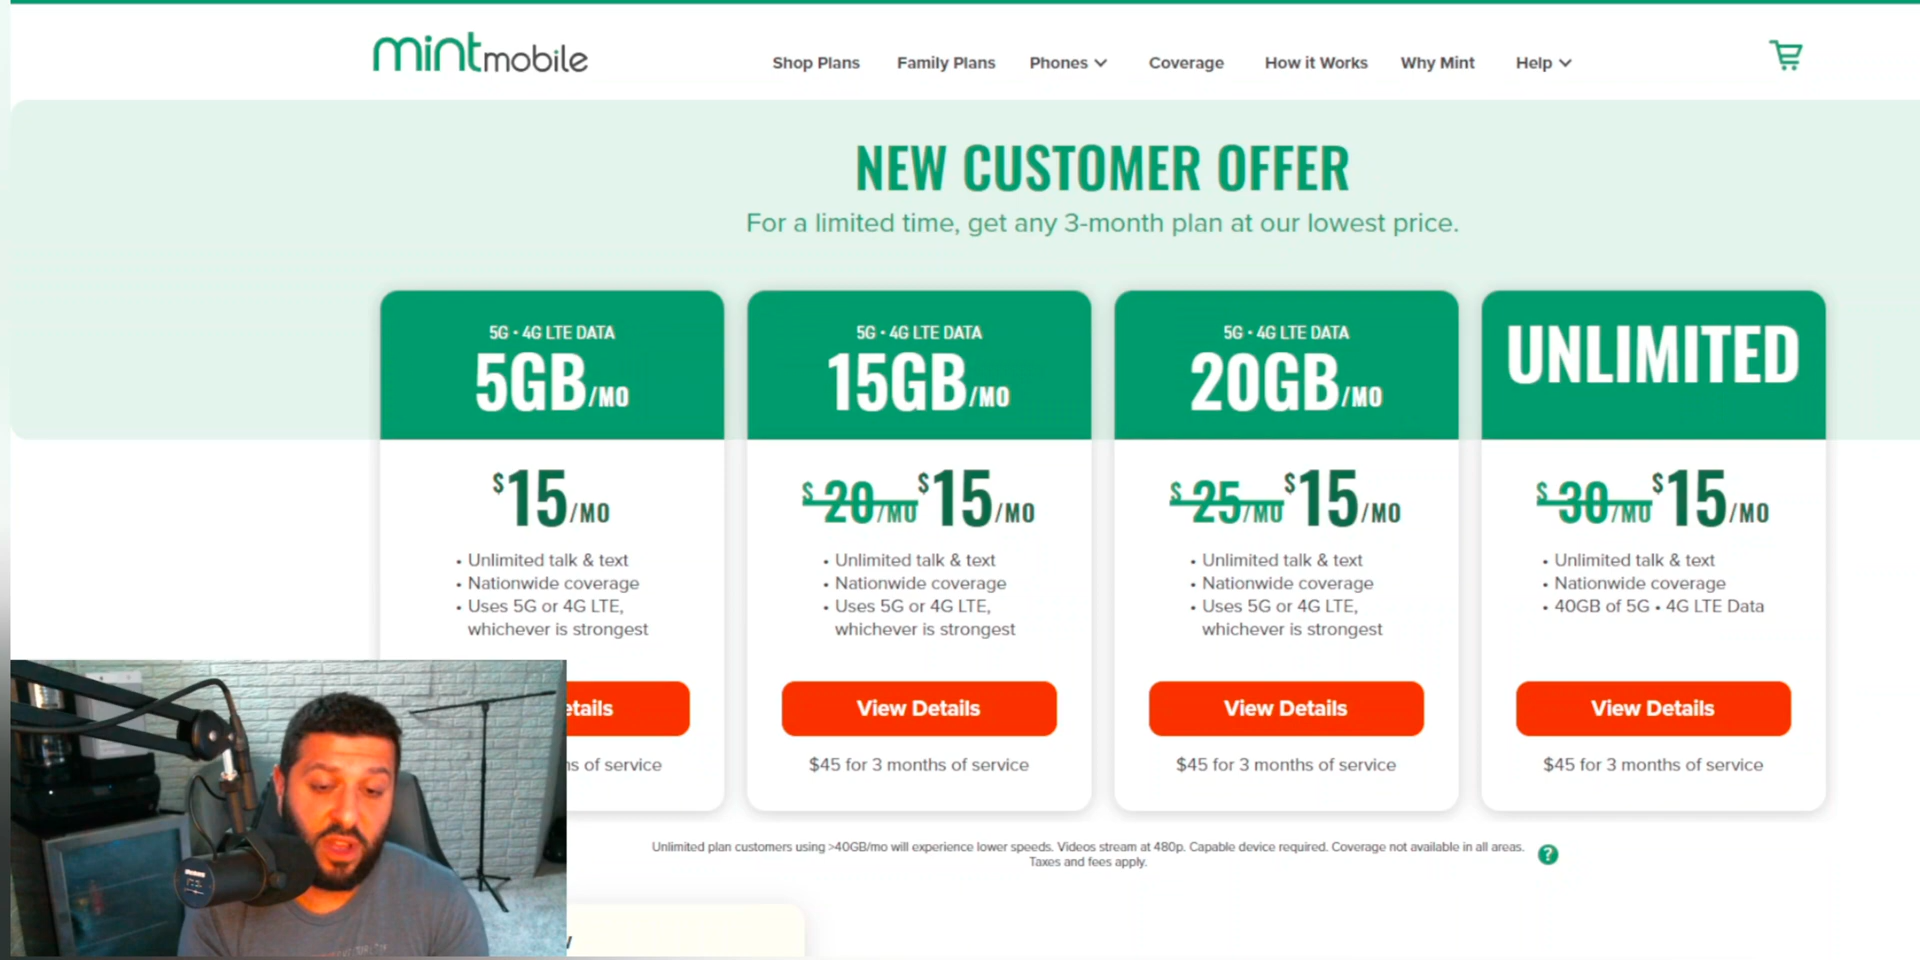 mintmobile
Shop Plans
Family Plans
Phones
Coverage
How it Works
Why Mint
Help
NEW CUSTOMER OFFER
For a limited time, get any 3-month plan at our lowest price.
5G • 4G LTE DATA
5GB/MO
$15/MO
• Unlimited talk & text
• Nationwide coverage
• Uses 5G or 4G LTE,
whichever is strongest
etails
s of service
5G • 4G LTE DATA
15GB/MO
$20/MO $15/MO
• Unlimited talk & text
• Nationwide coverage
• Uses 5G or 4G LTE,
whichever is strongest
View Details
$45 for 3 months of service
5G • 4G LTE DATA
20GB/MO
$25/MO $15/MO
• Unlimited talk & text
• Nationwide coverage
• Uses 5G or 4G LTE,
whichever is strongest
View Details
$45 for 3 months of service
UNLIMITED
$30/MO $15/MO
• Unlimited talk & text
• Nationwide coverage
• 40GB of 5G • 4G LTE Data
View Details
$45 for 3 months of service
Unlimited plan customers using >40GB/mo will experience lower speeds. Videos stream at 480p. Capable device required. Coverage not available in all areas.
Taxes and fees apply.
?